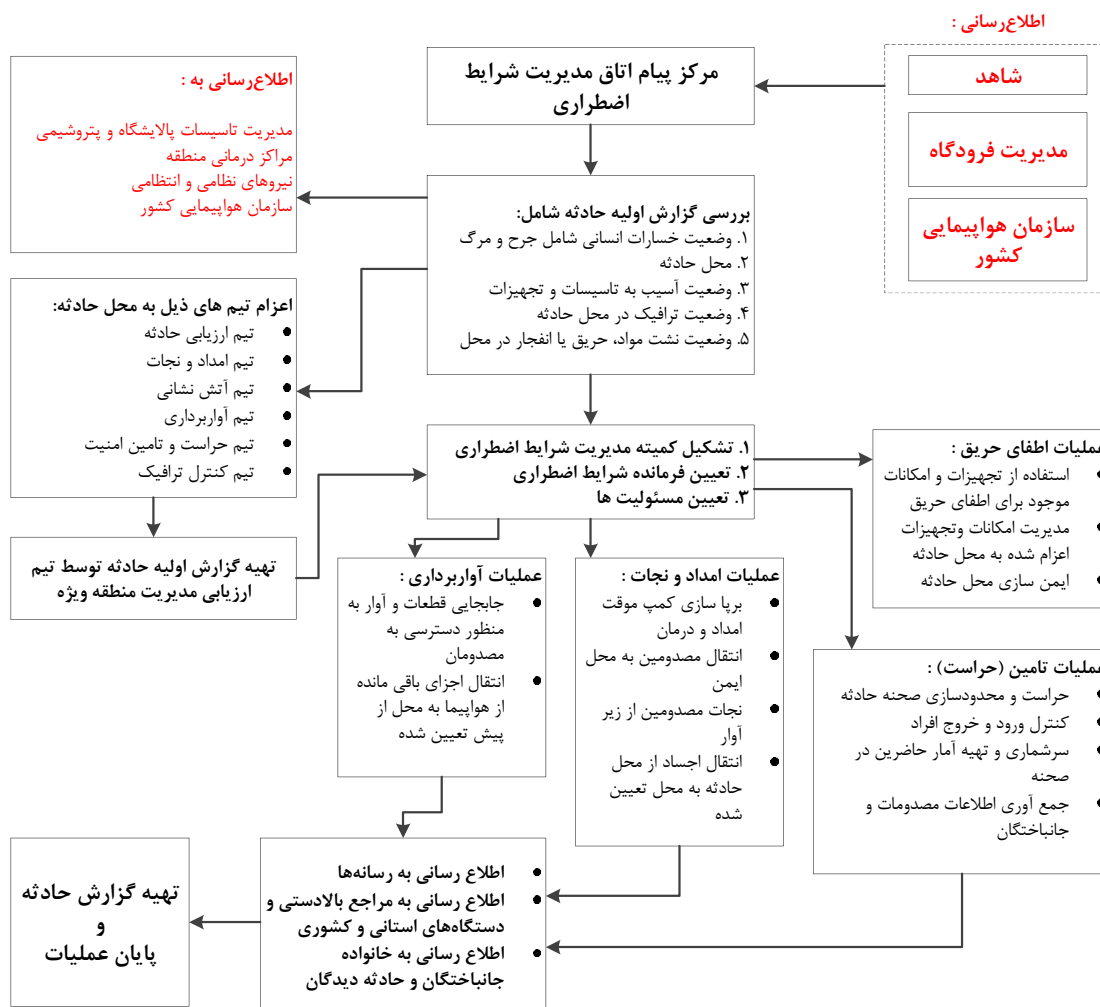 اطلاع‌رسانی :
شاهد
مدیریت فرودگاه
سازمان هواپیمایی
کشور
مرکز پیام اتاق مدیریت شرایط
اضطراری
اطلاع‌رسانی به :
مدیریت تاسیسات پالایشگاه و پتروشیمی
مراکز درمانی منطقه
نیروهای نظامی و انتظامی
سازمان هواپیمایی کشور
بررسی گزارش اولیه حادثه شامل:
۱. وضعیت خسارات انسانی شامل جرح و مرگ
۲. محل حادثه
۳. وضعیت آسیب به تاسیسات و تجهیزات
۴. وضعیت ترافیک در محل حادثه
۵. وضعیت نشت مواد، حریق یا انفجار در محل
اعزام تیم های ذیل به محل حادثه:
● تیم ارزیابی حادثه
● تیم امداد و نجات
● تیم آتش نشانی
● تیم آواربرداری
● تیم حراست و تامین امنیت
● تیم کنترل ترافیک
تهیه گزارش اولیه حادثه توسط تیم
ارزیابی مدیریت منطقه ویژه
۱. تشکیل کمیته مدیریت شرایط اضطراری
۲. تعیین فرمانده شرایط اضطراری
۳. تعیین مسئولیت ها
عملیات اطفای حریق :
● استفاده از تجهیزات و امکانات
موجود برای اطفای حریق
● مدیریت امکانات وتجهیزات
اعزام شده به محل حادثه
● ایمن سازی محل حادثه
عملیات تامین (حراست) :
● حراست و محدودسازی صحنه حادثه
● کنترل ورود و خروج افراد
● سرشماری و تهیه آمار حاضرین در
صحنه
● جمع آوری اطلاعات مصدومات و
جانباختگان
عملیات امداد و نجات :
● برپا سازی کمپ موقت
امداد و درمان
● انتقال مصدومین به محل
ایمن
● نجات مصدومین از زیر
آوار
● انتقال اجساد از محل
حادثه به محل تعیین
شده
عملیات آواربرداری :
● جابجایی قطعات و آوار به
منظور دسترسی به
مصدومان
● انتقال اجزای باقی مانده
از هواپیما به محل از
پیش تعیین شده
● اطلاع رسانی به رسانه‌ها
● اطلاع رسانی به مراجع بالادستی و
دستگاه‌های استانی و کشوری
● اطلاع رسانی به خانواده
جانباختگان و حادثه دیدگان
تهیه گزارش حادثه
و
پایان عملیات